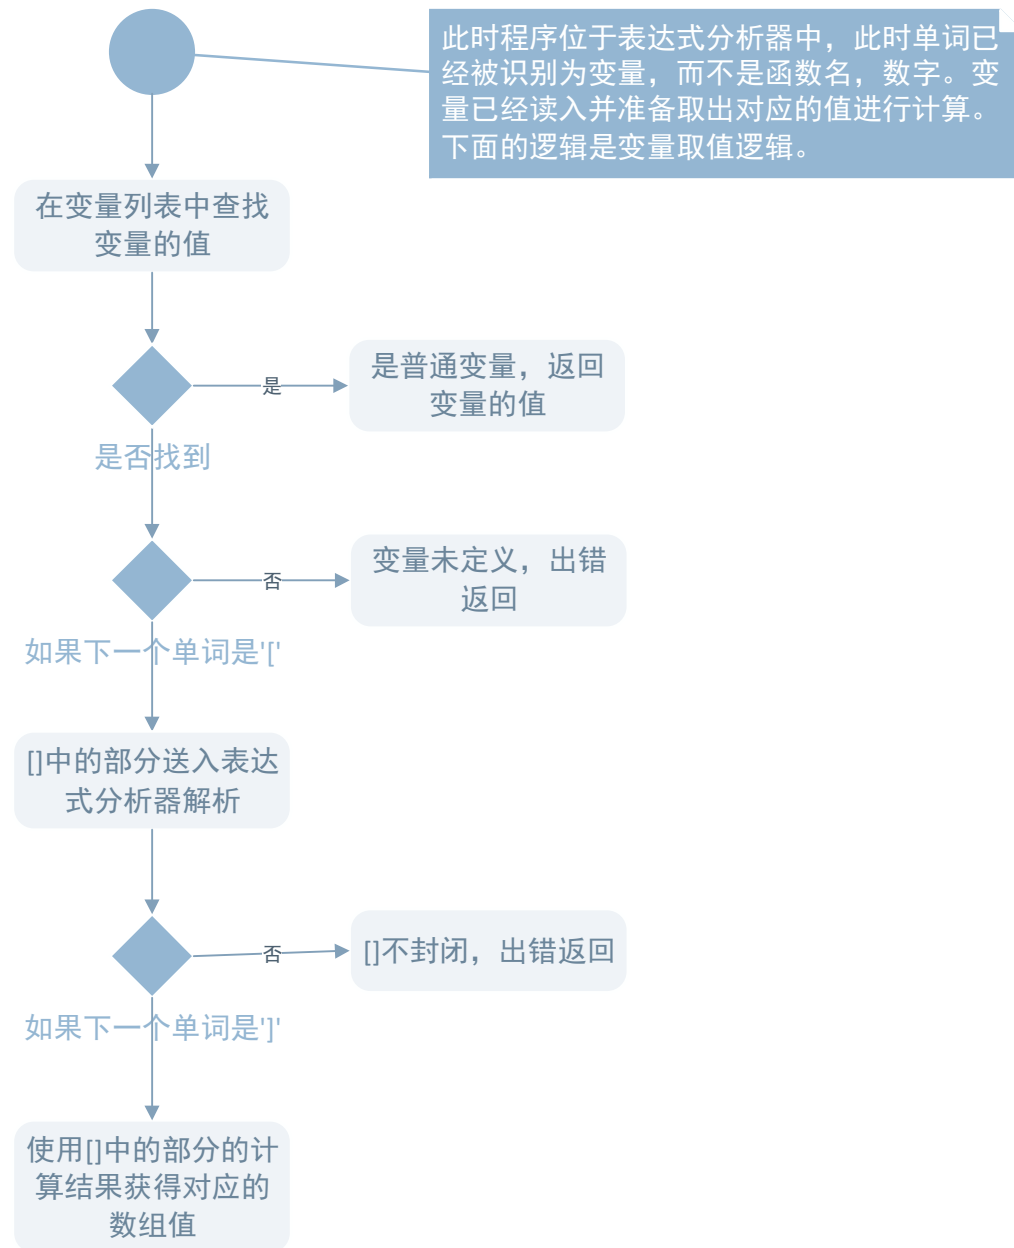 此时程序位于表达式分析器中，此时单词已
经被识别为变量，而不是函数名，数字。变
量已经读入并准备取出对应的值进行计算。
下面的逻辑是变量取值逻辑。
在变量列表中查找
变量的值
是
是普通变量，返回
变量的值
是否找到
否
变量未定义，出错
返回
如果下一个单词是'['
[]中的部分送入表达
式分析器解析
否
[]不封闭，出错返回
如果下一个单词是']'
使用[]中的部分的计
算结果获得对应的
数组值